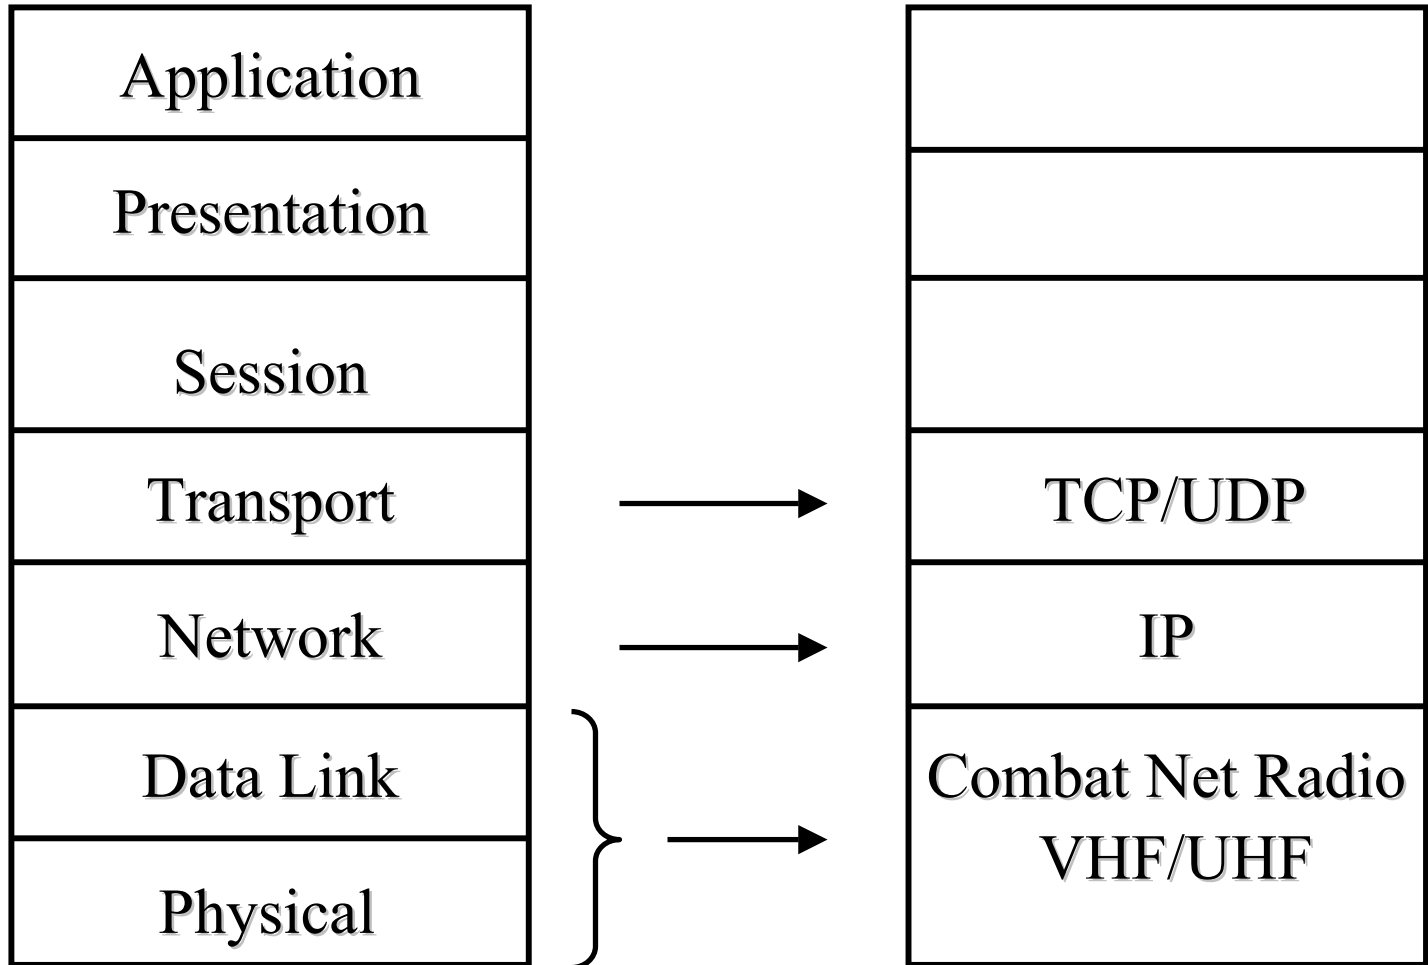 Application
Presentation
Session
Transport
TCP/UDP
Network
IP
Data Link
Combat Net Radio
VHF/UHF
Physical